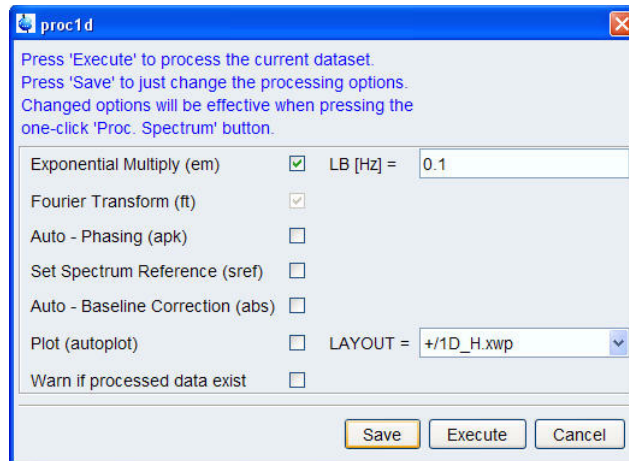 proc1d
Press 'Execute' to process the current dataset.
Press 'Save' to just change the processing options.
Changed options will be effective when pressing the
one-click 'Proc. Spectrum' button.
Exponential Multiply (em) LB [Hz] = 0.1
Fourier Transform (ft)
Auto - Phasing (apk)
Set Spectrum Reference (sref)
Auto - Baseline Correction (abs)
Plot (autoplot) LAYOUT = +/1D_H.xwp
Warn if processed data exist
Save Execute Cancel